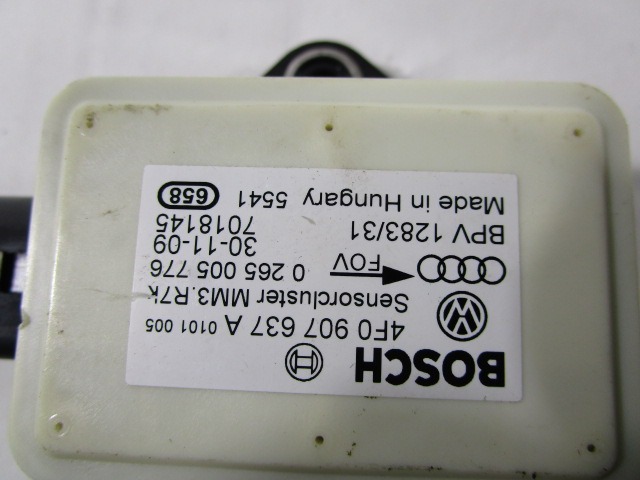 BOSCH
4F0 907 637 A 0101 005
Sensorcluster MM3.R7k
FOV 0 265 005 776
30-11-09
BPV 1283/31 7018145
Made in Hungary 5541 658